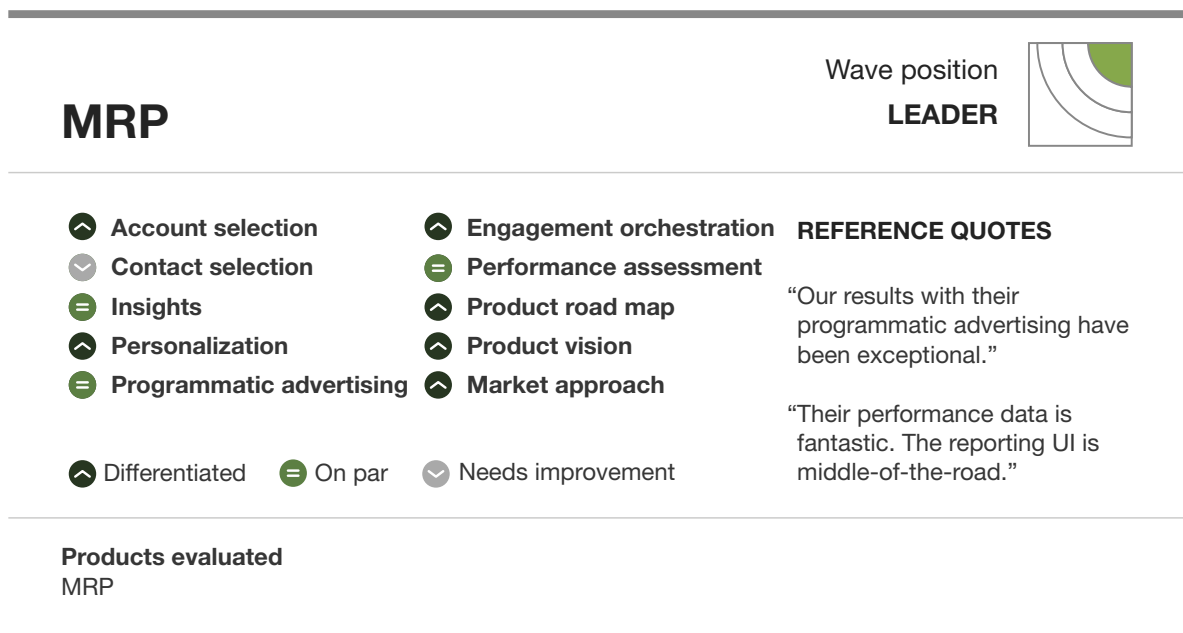 Wave position
LEADER
MRP
Account selection
Contact selection
Insights
Personalization
Programmatic advertising
Engagement orchestration
Performance assessment
Product road map
Product vision
Market approach
Differentiated
On par
Needs improvement
REFERENCE QUOTES
“Our results with their
programmatic advertising have
been exceptional.”
“Their performance data is
fantastic. The reporting UI is
middle-of-the-road.”
Products evaluated
MRP